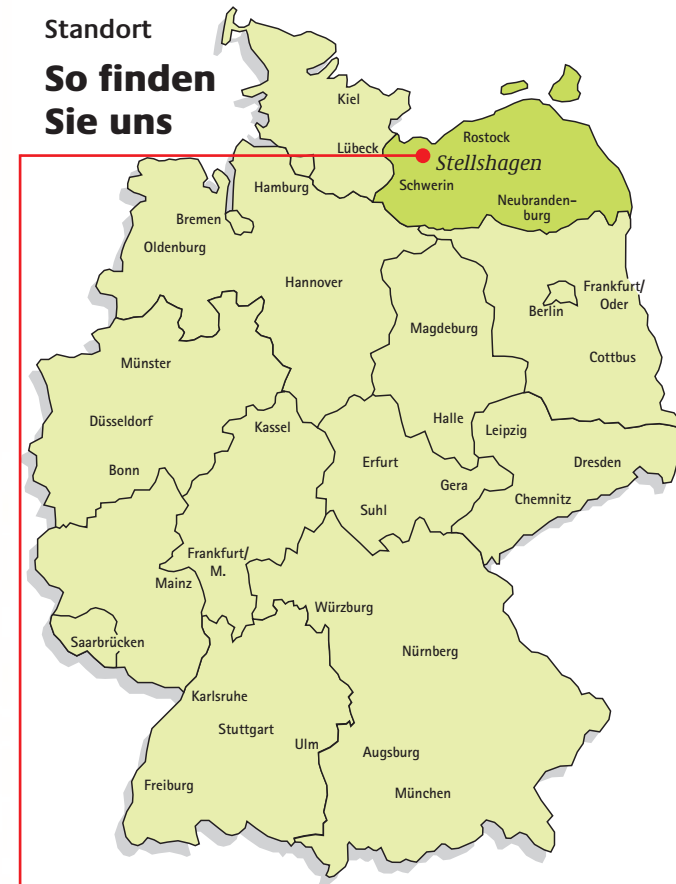 Standort
So finden
Sie uns
Kiel
Rostock
Lübeck
Stellshagen
Schwerin
Hamburg
Neubranden-
burg
Bremen
Oldenburg
Hannover
Frankfurt/
Oder
Berlin
Magdeburg
Cottbus
Münster
Düsseldorf
Kassel
Halle
Leipzig
Bonn
Erfurt
Dresden
Gera
Chemnitz
Suhl
Frankfurt/
M.
Mainz
Würzburg
Saarbrücken
Nürnberg
Karlsruhe
Stuttgart
Ulm
Augsburg
Freiburg
München